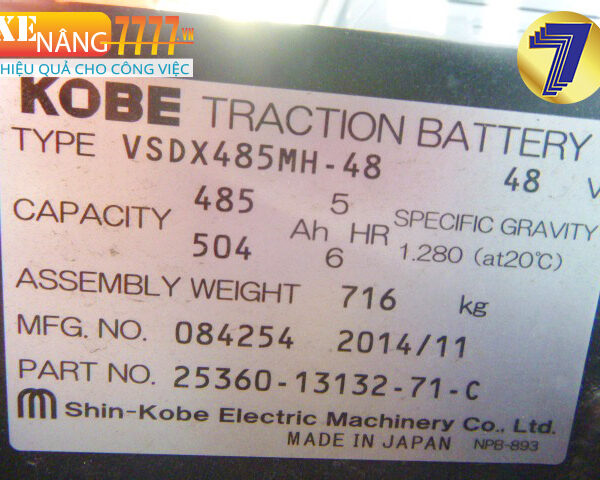 XE NÂNG 7777.VN
HIỆU QUẢ CHO CÔNG VIỆC
7
KOBE TRACTION BATTERY
TYPE VSDX485MH-48 48 V
CAPACITY 485 504 Ah 5 6 HR SPECIFIC GRAVITY
1.280 (at20℃)
ASSEMBLY WEIGHT 716 kg
MFG. NO. 084254 2014/11
PART NO. 25360-13132-71-C
Shin-Kobe Electric Machinery Co., Ltd.
MADE IN JAPAN NPB-893